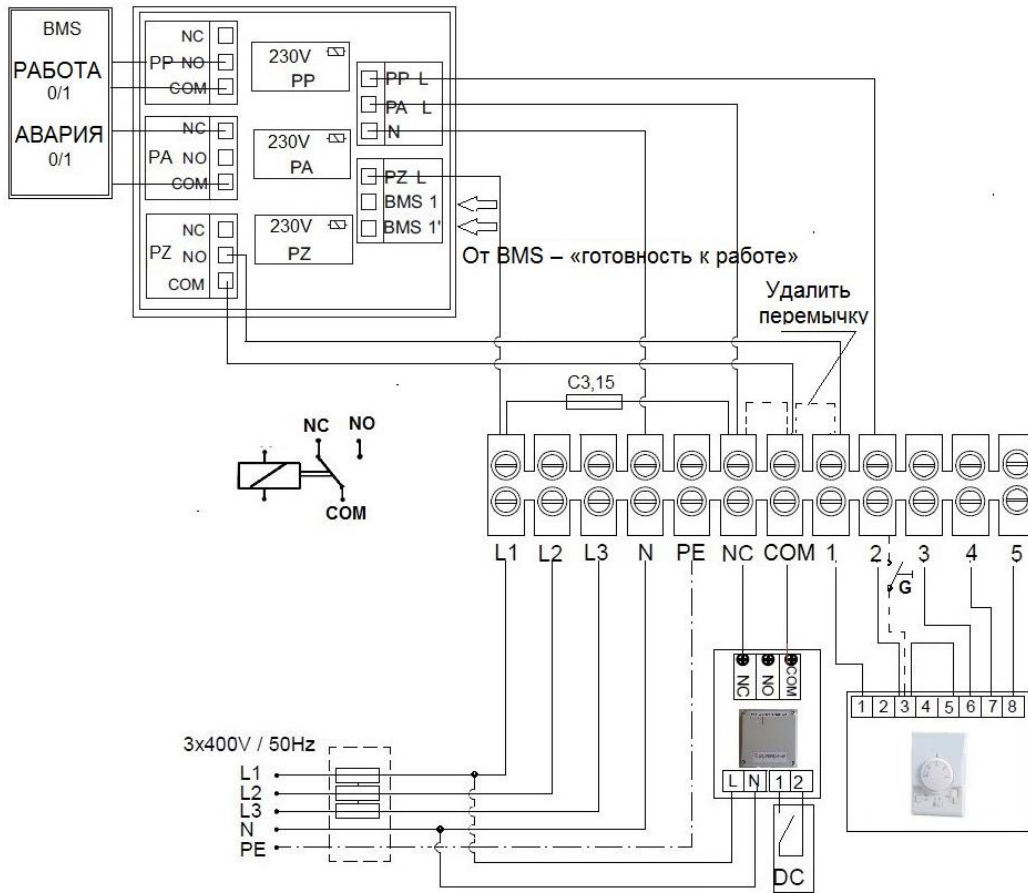 BMS
РАБОТА
0/1
АВАРИЯ
0/1
NC
PP NO
COM
NC
PA NO
COM
NC
PZ NO
COM
230V
PP
230V
PA
230V
PZ
PP L
PA L
N
PZ L
BMS 1
BMS 1'
От BMS – «готовность к работе»
Удалить
перемычку
C3,15
NC NO
COM
L1 L2 L3 N PE NC COM 1 2 3 4 5
G
NC NO COM
L N 1 2
DC
1 2 3 4 5 6 7 8
3x400V / 50Hz
L1
L2
L3
N
PE